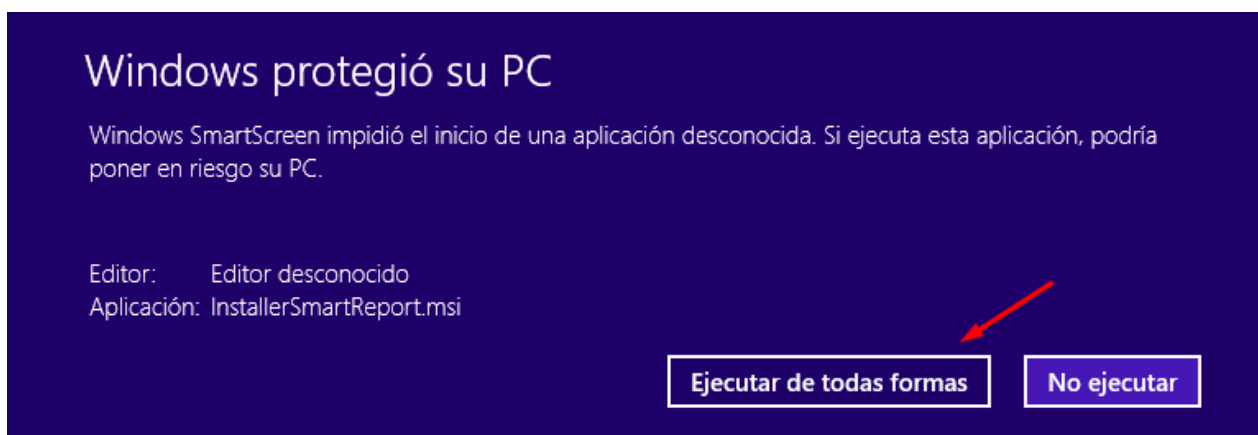 Windows protegió su PC
Windows SmartScreen impidió el inicio de una aplicación desconocida. Si ejecuta esta aplicación, podría
poner en riesgo su PC.
Editor: Editor desconocido
Aplicación: InstallerSmartReport.msi
Ejecutar de todas formas No ejecutar